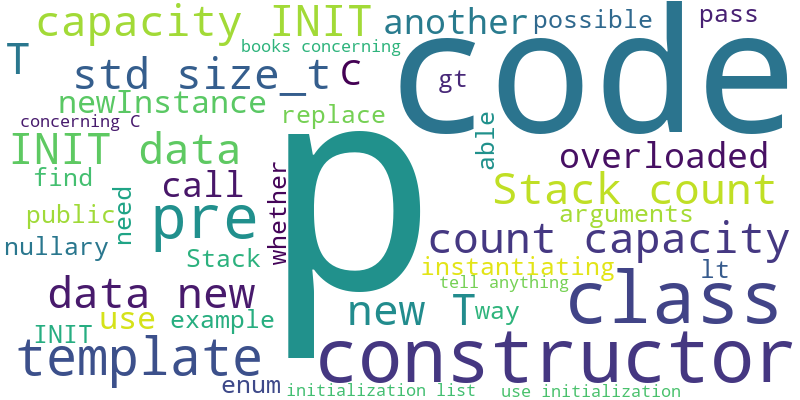 capacity INIT
another
possible
pass
books concerning
code
T
std size_t
C
gt
newInstance
replace
concerning C
able
INIT data
p
overloaded
find
call
whether
Stack count
public
need
pre
arguments
nullary
Stack
count capacity
instantiating
lt
data new
tell anything
class
use
example
new T
way
INIT
template
constructor
enum
initialization list
use initialization